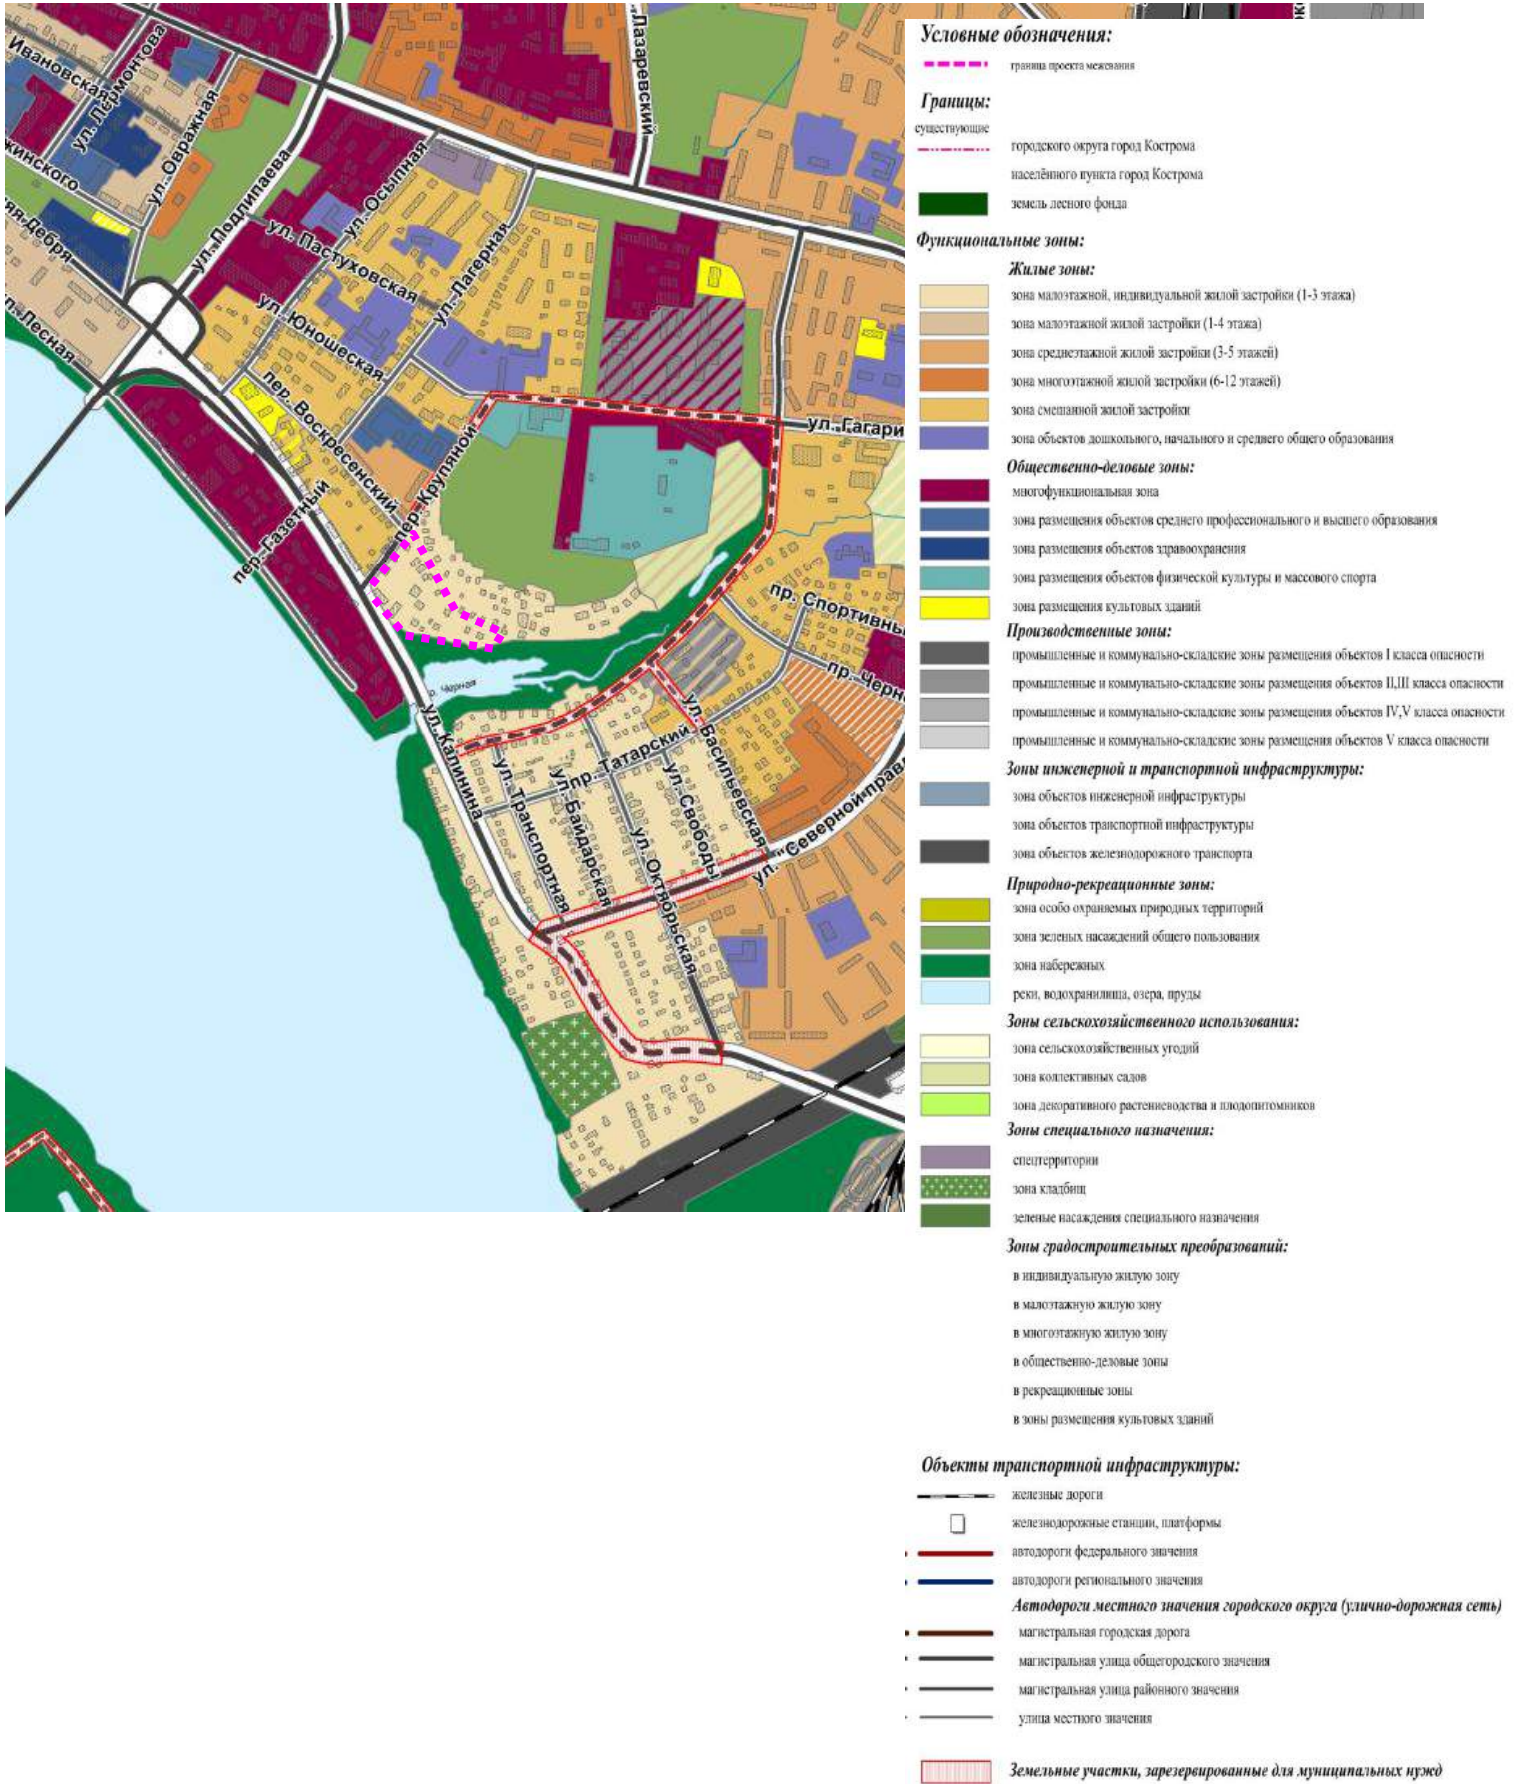 ул. Лазаревский
Ивановская
ул. Лермонтова
ул. Овражная
жинского
яя-Дебря
ул. Лесная
ул. Подлипаева
ул. Осыпная
ул. Пастуховская
ул. Лагерная
ул. Юношеская
пер. Воскресенский
пер. Крупяной
пер. Газетный
ул. Гагари
пр. Спортивны
пр. Черн
р. Черная
ул. Калинина
ул. Васильевская
пр. Татарский
ул. Транспортная
ул. Байдарская
ул. Свободы
ул. Октябрьская
ул. "Северной правд
Условные обозначения:
граница проекта межевания
Границы:
существующие
городского округа город Кострома
населённого пункта город Кострома
земель лесного фонда
Функциональные зоны:
Жилые зоны:
зона малоэтажной, индивидуальной жилой застройки (1-3 этажа)
зона малоэтажной жилой застройки (1-4 этажа)
зона среднеэтажной жилой застройки (3-5 этажей)
зона многоэтажной жилой застройки (6-12 этажей)
зона смешанной жилой застройки
зона объектов дошкольного, начального и среднего общего образования
Общественно-деловые зоны:
многофункциональная зона
зона размещения объектов среднего профессионального и высшего образования
зона размещения объектов здравоохранения
зона размещения объектов физической культуры и массового спорта
зона размещения культовых зданий
Производственные зоны:
промышленные и коммунально-складские зоны размещения объектов I класса опасности
промышленные и коммунально-складские зоны размещения объектов II,III класса опасности
промышленные и коммунально-складские зоны размещения объектов IV,V класса опасности
промышленные и коммунально-складские зоны размещения объектов V класса опасности
Зоны инженерной и транспортной инфраструктуры:
зона объектов инженерной инфраструктуры
зона объектов транспортной инфраструктуры
зона объектов железнодорожного транспорта
Природно-рекреационные зоны:
зона особо охраняемых природных территорий
зона зеленых насаждений общего пользования
зона набережных
реки, водохранилища, озера, пруды
Зоны сельскохозяйственного использования:
зона сельскохозяйственных угодий
зона коллективных садов
зона декоративного растениеводства и плодопитомников
Зоны специального назначения:
спецтерритории
зона кладбищ
зеленые насаждения специального назначения
Зоны градостроительных преобразований:
в индивидуальную жилую зону
в малоэтажную жилую зону
в многоэтажную жилую зону
в общественно-деловые зоны
в рекреационные зоны
в зоны размещения культовых зданий
Объекты транспортной инфраструктуры:
железные дороги
железнодорожные станции, платформы
автодороги федерального значения
автодороги регионального значения
Автодороги местного значения городского округа (улично-дорожная сеть)
магистральная городская дорога
магистральная улица общегородского значения
магистральная улица районного значения
улица местного значения
Земельные участки, зарезервированные для муниципальных нужд